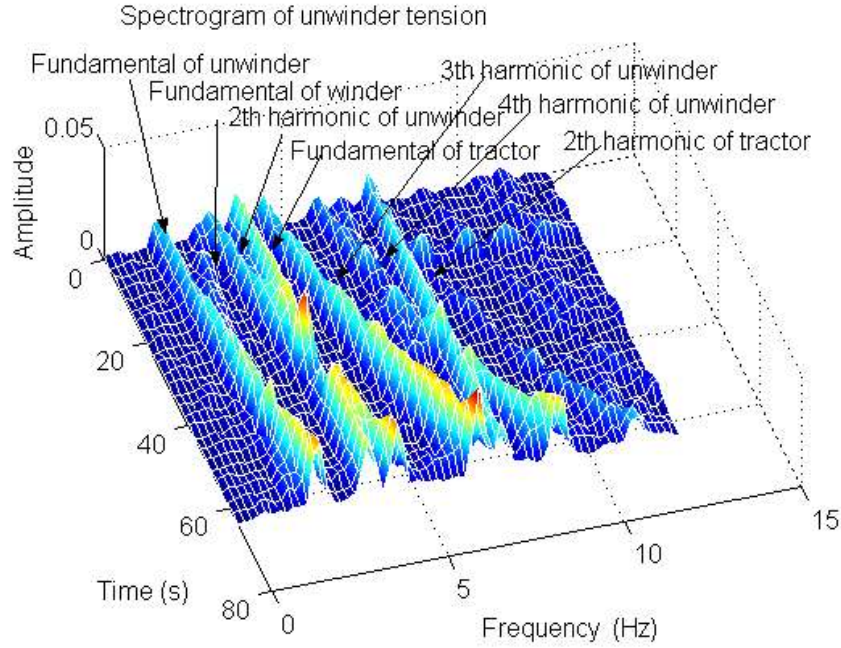 Spectrogram of unwinder tension
Fundamental of unwinder
3th harmonic of unwinder
Fundamental of winder
4th harmonic of unwinder
2th harmonic of unwinder
2th harmonic of tractor
Fundamental of tractor
0.05
Amplitude
0
0
20
40
60
80
Time (s)
0
5
10
15
Frequency (Hz)